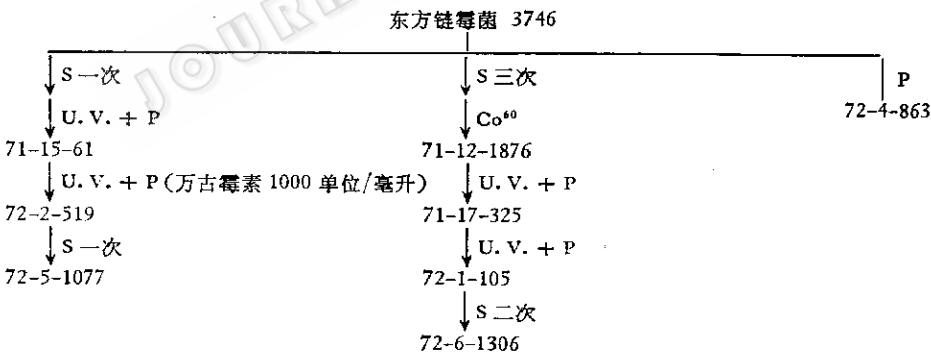 东方链霉菌 3746
S 一次
S 三次
P
U. V. + P
Co⁶⁰
72-4-863
71-15-61
71-12-1876
U. V. + P (万古霉素 1000 单位/毫升)
U. V. + P
72-2-519
71-17-325
S 一次
U. V. + P
72-5-1077
72-1-105
S 二次
72-6-1306